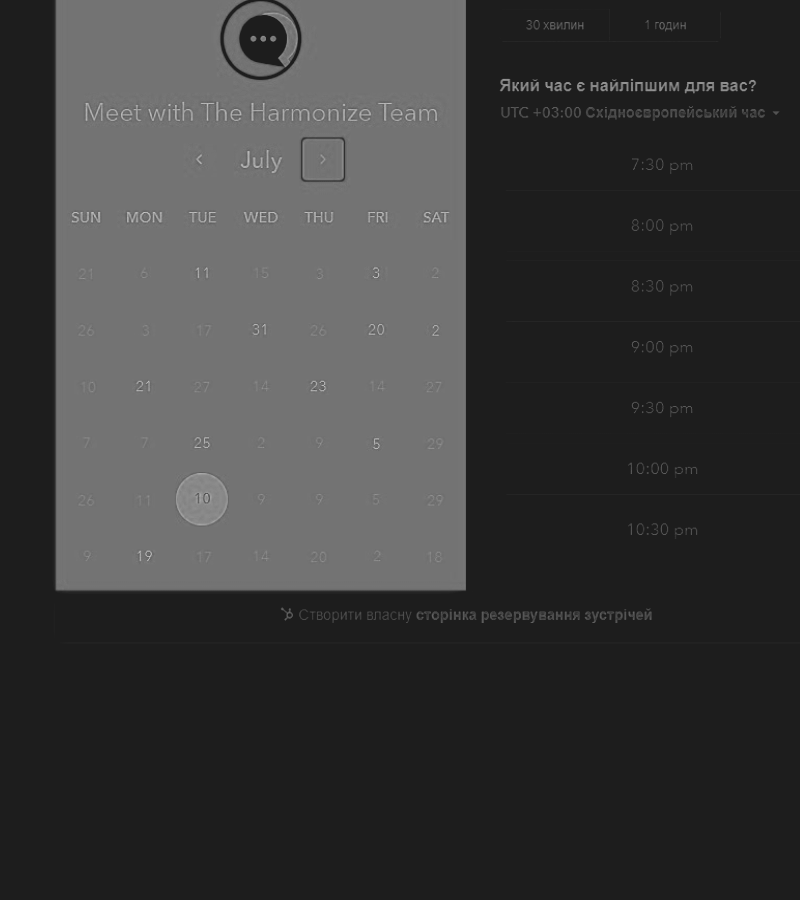 30 хвилин 1 годин
Meet with The Harmonize Team
July
SUN MON TUE WED THU FRI SAT
21 6 11 15 3 3 2
26 3 17 31 26 20 2
10 21 27 14 23 14 27
7 7 25 2 9 5 29
26 11 10 9 9 5 29
9 19 17 14 20 2 18
Який час є найліпшим для вас?
UTC +03:00 Східноєвропейський час
7:30 pm
8:00 pm
8:30 pm
9:00 pm
9:30 pm
10:00 pm
10:30 pm
Створити власну сторінка резервування зустрічей